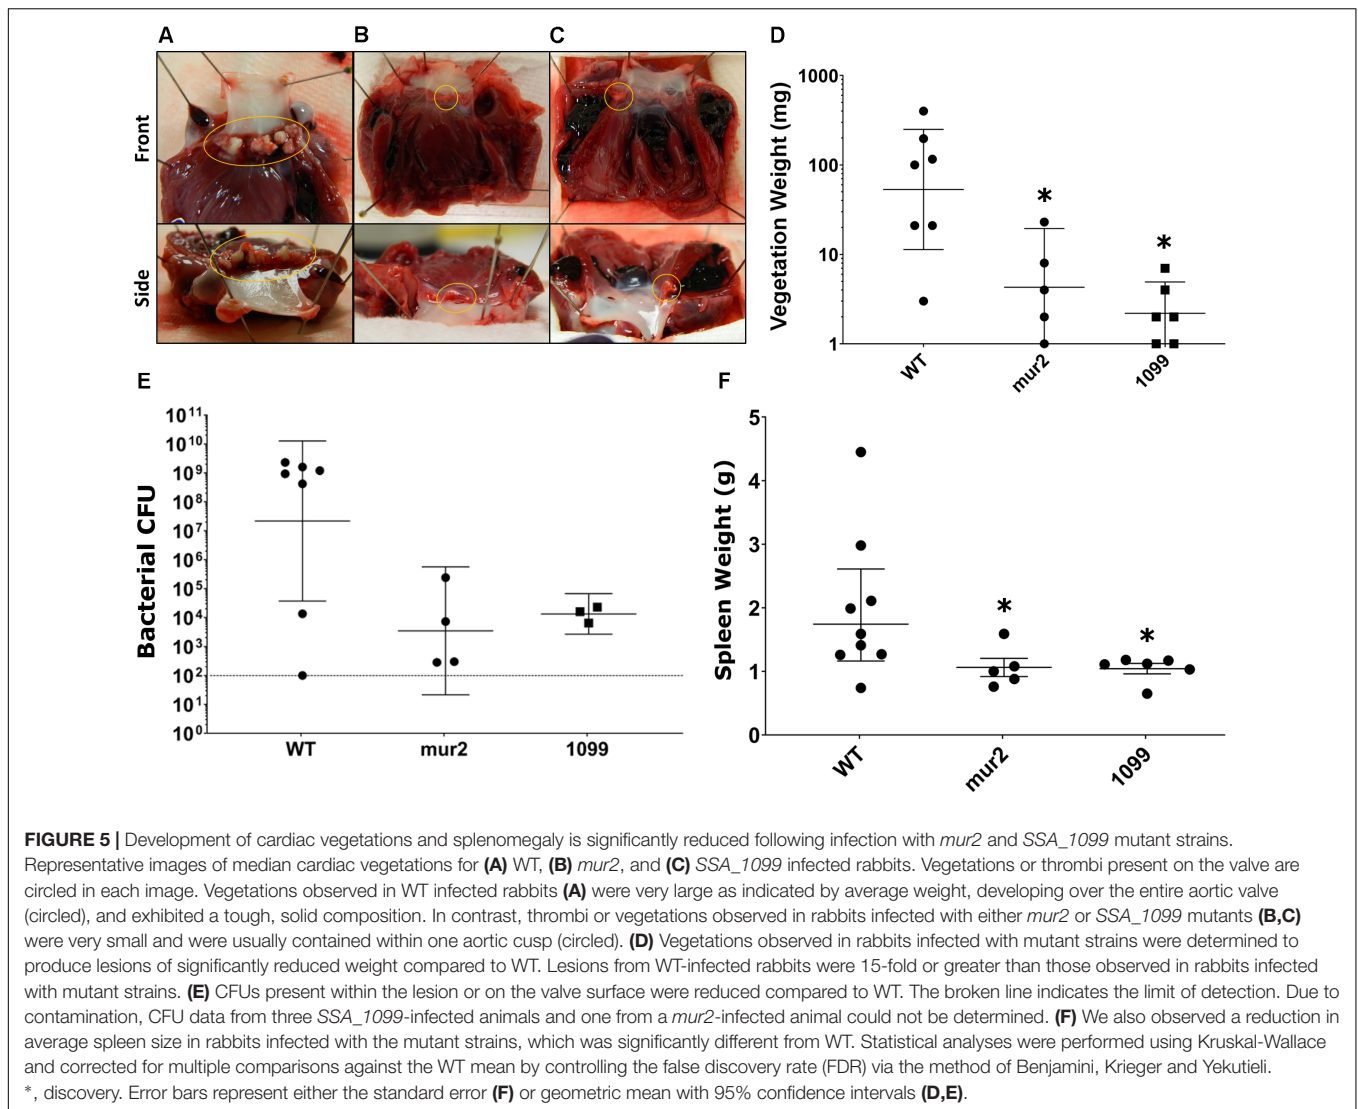 A
B
C
Front
Side
D
Vegetation Weight (mg)
1000
100
10
1
WT
mur2
*
1099
*
E
Bacterial CFU
10¹¹
10¹⁰
10⁹
10⁸
10⁷
10⁶
10⁵
10⁴
10³
10²
10¹
10⁰
WT
mur2
1099
F
Spleen Weight (g)
5
4
3
2
1
0
WT
mur2
*
1099
*
FIGURE 5 | Development of cardiac vegetations and splenomegaly is significantly reduced following infection with mur2 and SSA_1099 mutant strains.
Representative images of median cardiac vegetations for (A) WT, (B) mur2, and (C) SSA_1099 infected rabbits. Vegetations or thrombi present on the valve are
circled in each image. Vegetations observed in WT infected rabbits (A) were very large as indicated by average weight, developing over the entire aortic valve
(circled), and exhibited a tough, solid composition. In contrast, thrombi or vegetations observed in rabbits infected with either mur2 or SSA_1099 mutants (B,C)
were very small and were usually contained within one aortic cusp (circled). (D) Vegetations observed in rabbits infected with mutant strains were determined to
produce lesions of significantly reduced weight compared to WT. Lesions from WT-infected rabbits were 15-fold or greater than those observed in rabbits infected
with mutant strains. (E) CFUs present within the lesion or on the valve surface were reduced compared to WT. The broken line indicates the limit of detection. Due to
contamination, CFU data from three SSA_1099-infected animals and one from a mur2-infected animal could not be determined. (F) We also observed a reduction in
average spleen size in rabbits infected with the mutant strains, which was significantly different from WT. Statistical analyses were performed using Kruskal-Wallace
and corrected for multiple comparisons against the WT mean by controlling the false discovery rate (FDR) via the method of Benjamini, Krieger and Yekutieli.
*, discovery. Error bars represent either the standard error (F) or geometric mean with 95% confidence intervals (D,E).